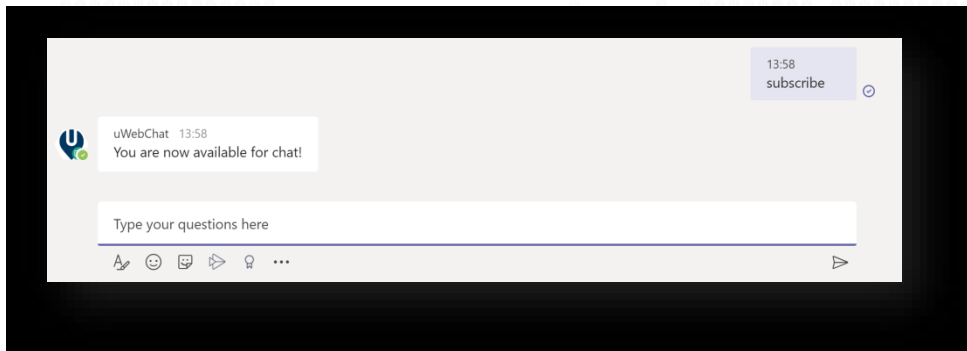 13:58
subscribe
uWebChat 13:58
You are now available for chat!
Type your questions here